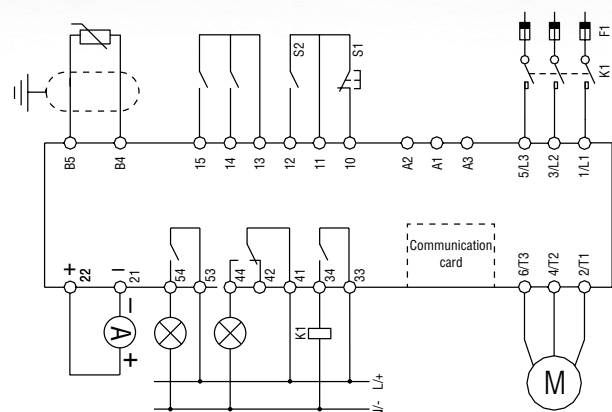 F1
S2
S1
K1
B5
B4
15
14
13
12
11
10
A2
A1
A3
5/L3
3/L2
1/L1
Communication
card
+
22
–
21
54
53
44
42
41
34
33
6/T3
4/T2
2/T1
–
A
+
K1
M
L/+